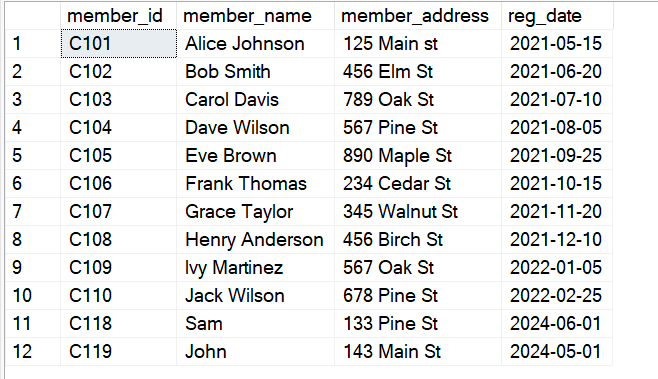 member_id member_name member_address reg_date
1 C101 Alice Johnson 125 Main st 2021-05-15
2 C102 Bob Smith 456 Elm St 2021-06-20
3 C103 Carol Davis 789 Oak St 2021-07-10
4 C104 Dave Wilson 567 Pine St 2021-08-05
5 C105 Eve Brown 890 Maple St 2021-09-25
6 C106 Frank Thomas 234 Cedar St 2021-10-15
7 C107 Grace Taylor 345 Walnut St 2021-11-20
8 C108 Henry Anderson 456 Birch St 2021-12-10
9 C109 Ivy Martinez 567 Oak St 2022-01-05
10 C110 Jack Wilson 678 Pine St 2022-02-25
11 C118 Sam 133 Pine St 2024-06-01
12 C119 John 143 Main St 2024-05-01